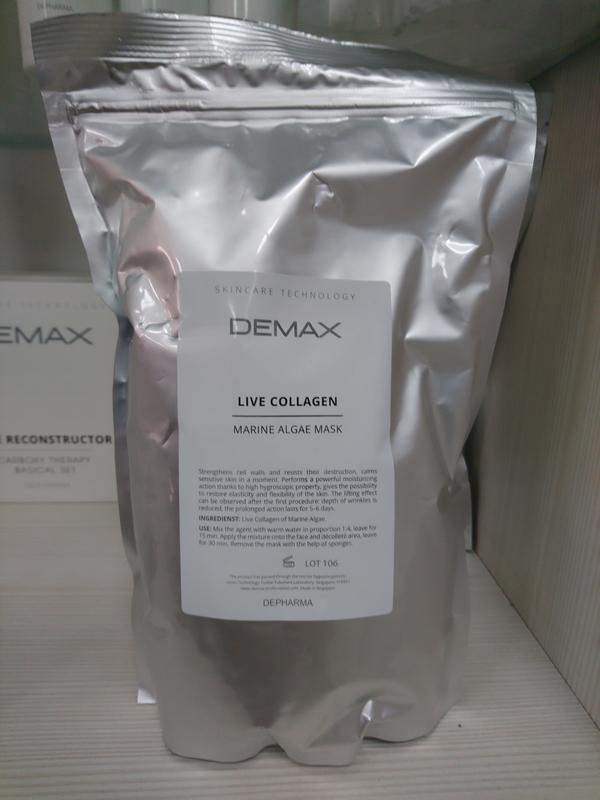 DEPHARMA
SKINCARE TECHNOLOGY
DEMAX
LIVE COLLAGEN
MARINE ALGAE MASK
Strengthens cell walls and resists their destruction, calms
sensitive skin in a moment. Performs a powerful moisturizing
action thanks to high hygroscopic property, gives the possibility
to restore elasticity and flexibility of the skin. The lifting effect
can be observed after the first procedure: depth of wrinkles is
reduced, the prolonged action lasts for 5-6 days.
INGREDIENST: Live Collagen of Marine Algae.
USE: Mix the agent with warm water in proportion 1:4, leave for
15 min. Apply the mixture onto the face and décolleté area, leave
for 30 min. Remove the mask with the help of sponges.
LOT 106
DEPHARMA
TECHNOLOGY
EMAX
RECONSTRUCTOR
CARBOXY THERAPY
BASICAL SET